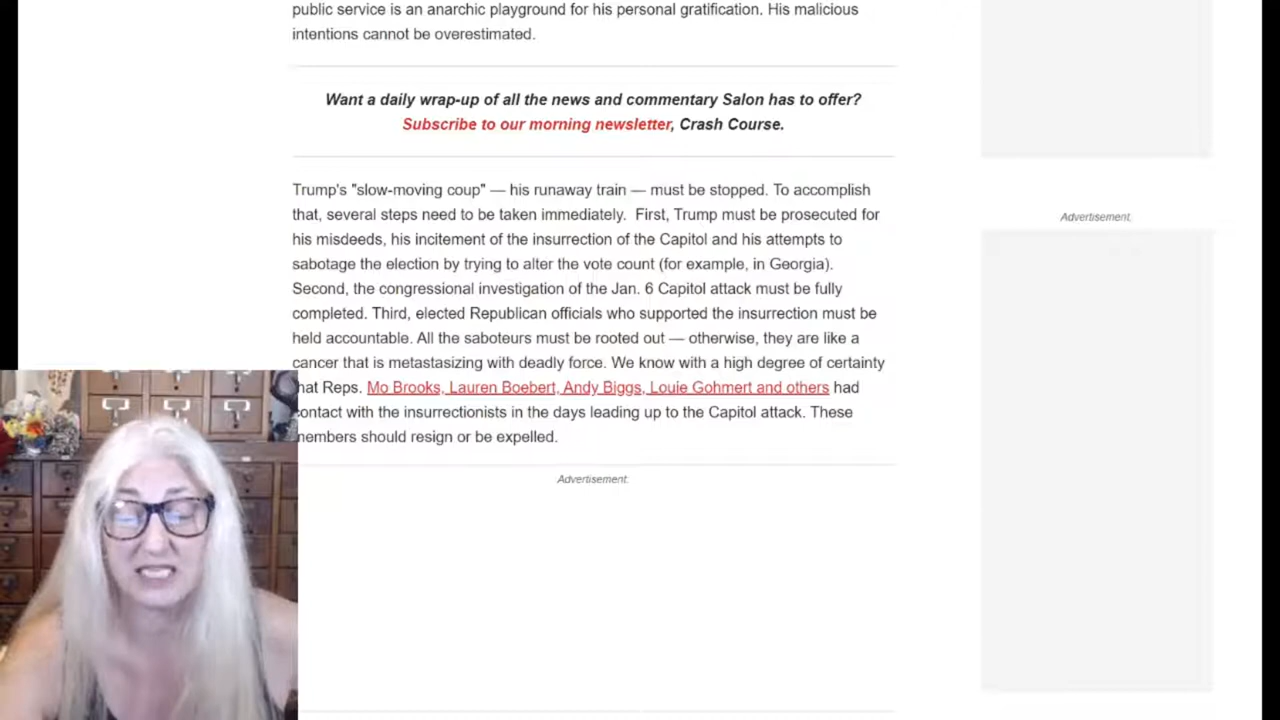 public service is an anarchic playground for his personal gratification. His malicious
intentions cannot be overestimated.
Want a daily wrap-up of all the news and commentary Salon has to offer?
Subscribe to our morning newsletter, Crash Course.
Trump's "slow-moving coup" — his runaway train — must be stopped. To accomplish
that, several steps need to be taken immediately.  First, Trump must be prosecuted for
his misdeeds, his incitement of the insurrection of the Capitol and his attempts to
sabotage the election by trying to alter the vote count (for example, in Georgia).
Second, the congressional investigation of the Jan. 6 Capitol attack must be fully
completed. Third, elected Republican officials who supported the insurrection must be
held accountable. All the saboteurs must be rooted out — otherwise, they are like a
cancer that is metastasizing with deadly force. We know with a high degree of certainty
hat Reps. Mo Brooks, Lauren Boebert, Andy Biggs, Louie Gohmert and others had
contact with the insurrectionists in the days leading up to the Capitol attack. These
members should resign or be expelled.
Advertisement:
Advertisement: